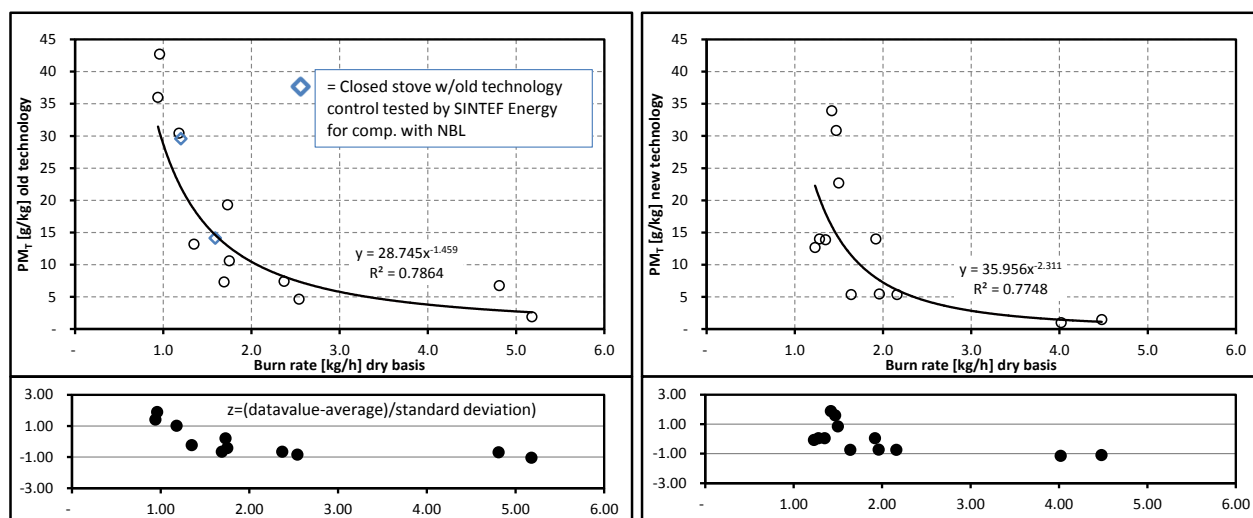 45
40
35
30
25
20
15
10
5
-
PM_T [g/kg] old technology
= Closed stove w/old technology
control tested by SINTEF Energy
for comp. with NBL
y = 28.745x^-1.459
R² = 0.7864
- 1.0 2.0 3.0 4.0 5.0 6.0
Burn rate [kg/h] dry basis
45
40
35
30
25
20
15
10
5
-
PM_T [g/kg] new technology
y = 35.956x^-2.311
R² = 0.7748
- 1.0 2.0 3.0 4.0 5.0 6.0
Burn rate [kg/h] dry basis
3.00
1.00
-1.00
-3.00
z=(datavalue-average)/standard deviation)
- 1.00 2.00 3.00 4.00 5.00 6.00
3.00
1.00
-1.00
-3.00
- 1.00 2.00 3.00 4.00 5.00 6.00